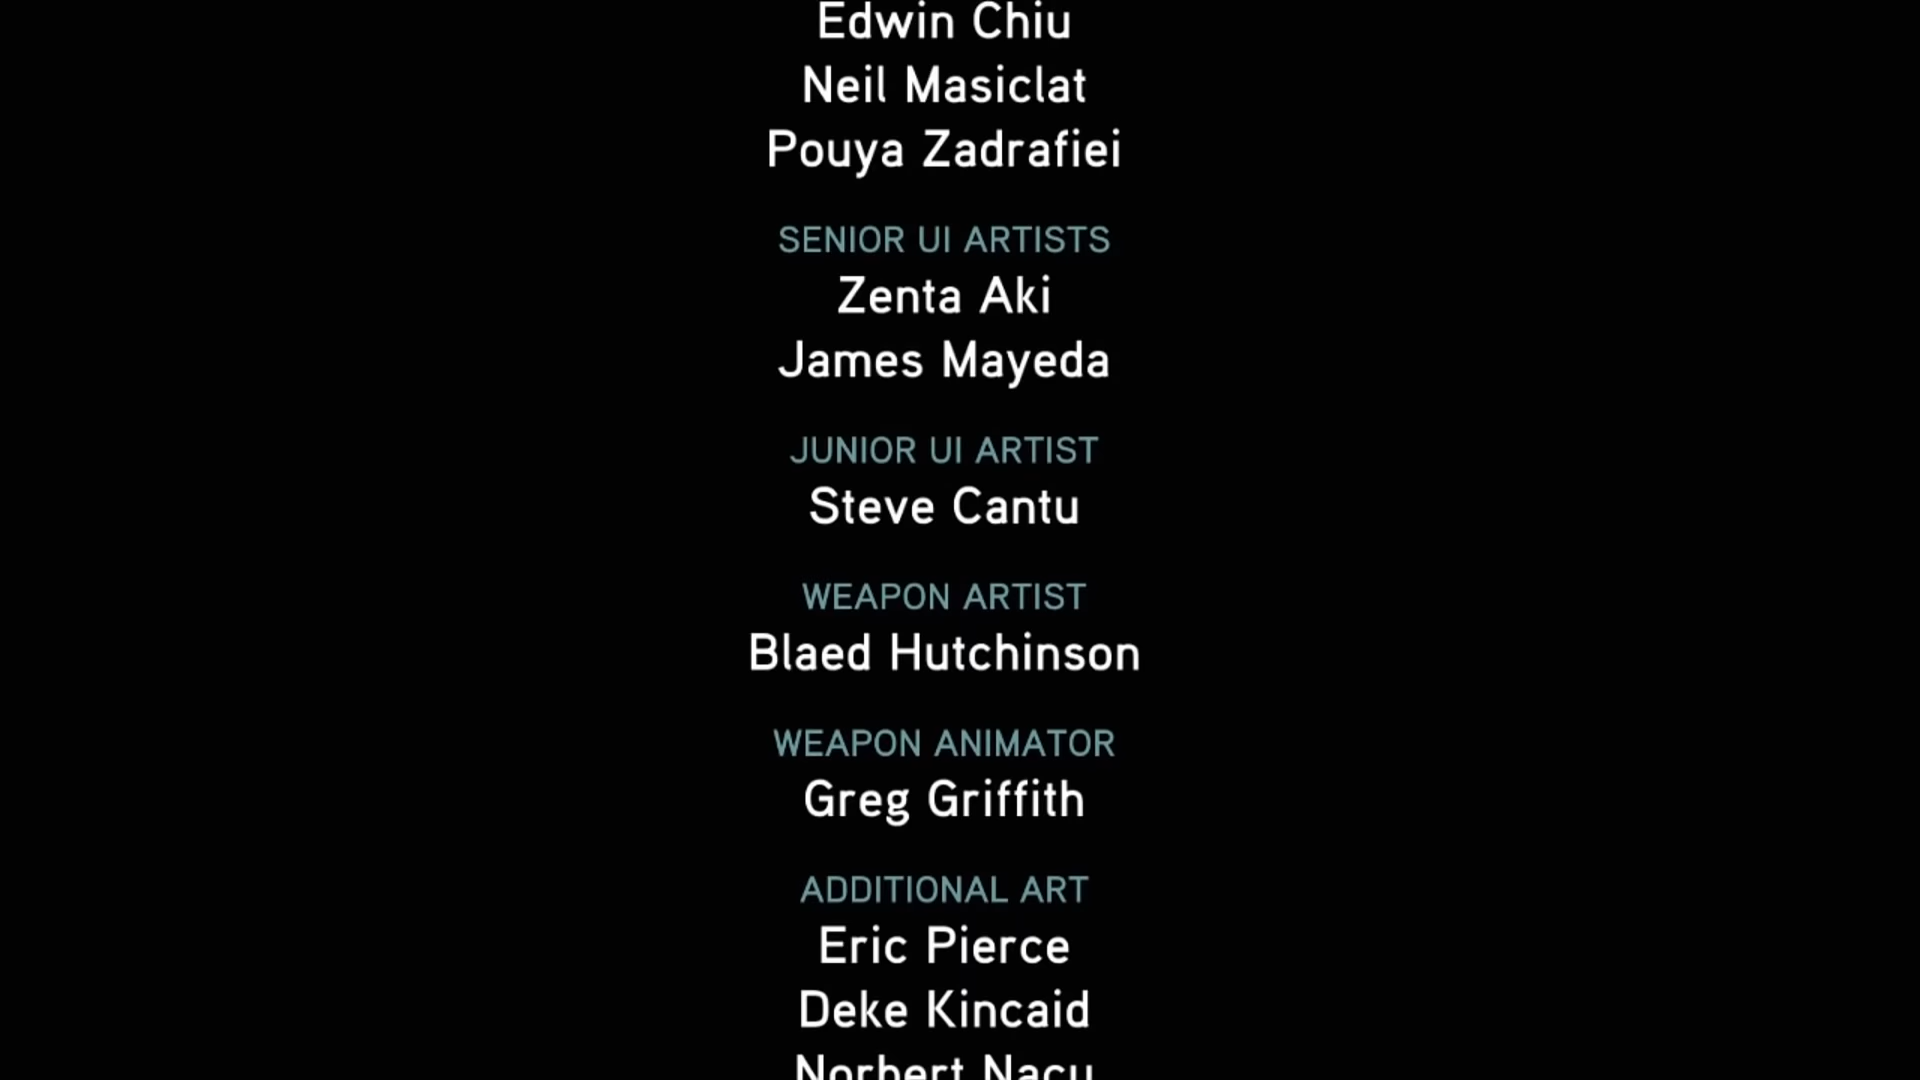 Edwin Chiu
Neil Masiclat
Pouya Zadrafiei
SENIOR UI ARTISTS
Zenta Aki
James Mayeda
JUNIOR UI ARTIST
Steve Cantu
WEAPON ARTIST
Blaed Hutchinson
WEAPON ANIMATOR
Greg Griffith
ADDITIONAL ART
Eric Pierce
Deke Kincaid
Norbert Nacu